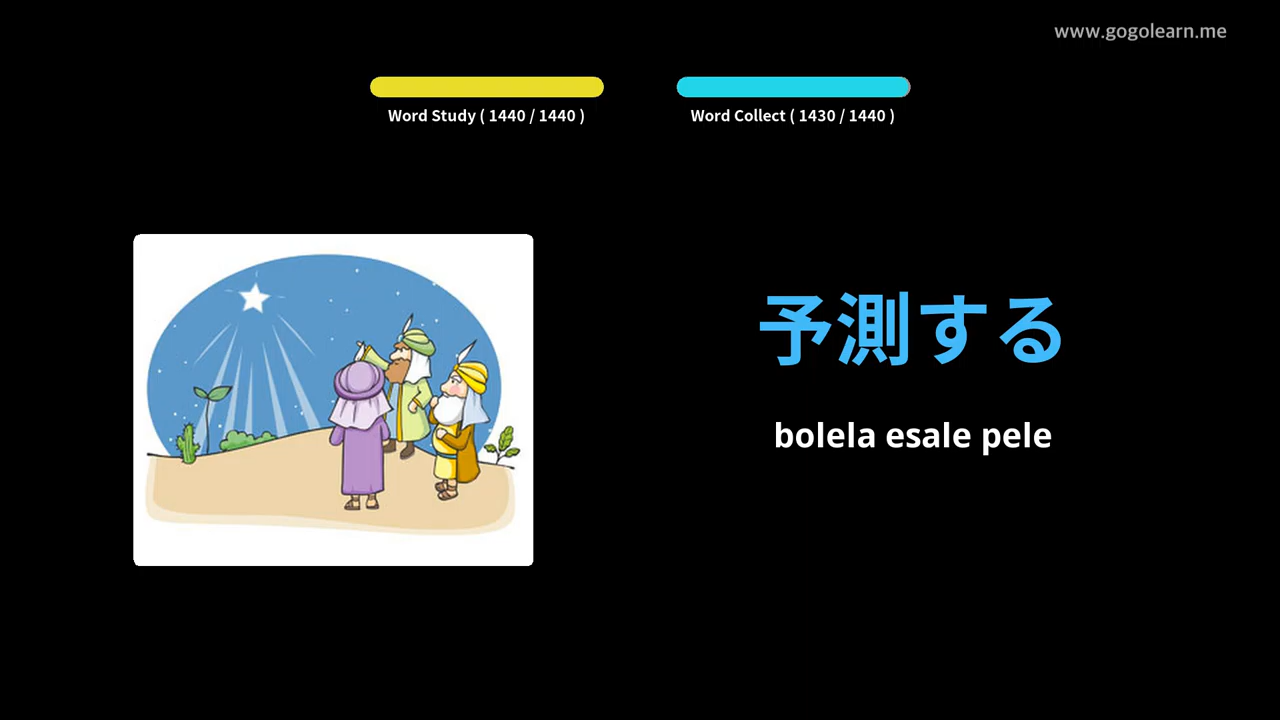 www.gogolearn.me
Word Study ( 1440 / 1440 )
Word Collect ( 1430 / 1440 )
予測する
bolela esale pele